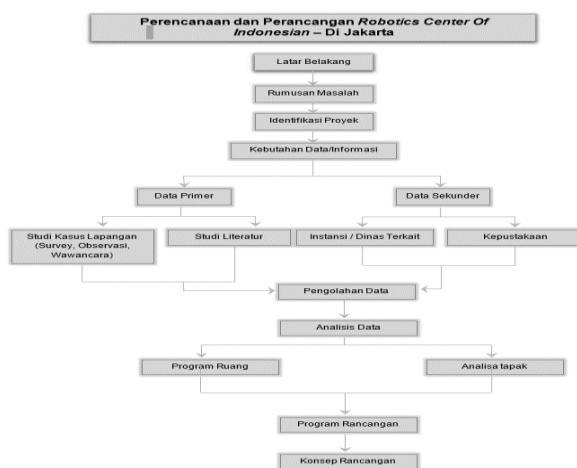 Perencanaan dan Perancangan Robotics Center Of
Indonesian – Di Jakarta
Latar Belakang
Rumusan Masalah
Identifikasi Proyek
Kebutahan Data/Informasi
Data Primer
Data Sekunder
Studi Kasus Lapangan
(Survey, Observasi,
Wawancara)
Studi Literatur
Instansi / Dinas Terkait
Kepustakaan
Pengolahan Data
Analisis Data
Program Ruang
Analisa tapak
Program Rancangan
Konsep Rancangan